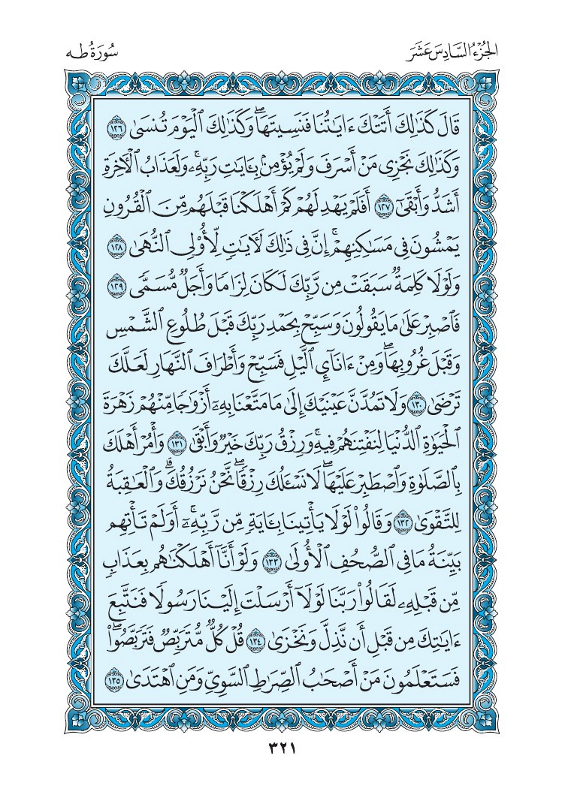 الجُزْءُ السَّادِسَ عَشَرَ
سُورَةُ طه
قَالَ كَذَٰلِكَ أَتَتْكَ ءَايَٰتُنَا فَنَسِيتَهَاۖ وَكَذَٰلِكَ ٱلْيَوْمَ تُنسَىٰ ١٢٦
وَكَذَٰلِكَ نَجْزِى مَنْ أَسْرَفَ وَلَمْ يُؤْمِنۢ بِـَٔايَٰتِ رَبِّهِۦۚ وَلَعَذَابُ ٱلْأَخِرَةِ
أَشَدُّ وَأَبْقَىٰٓ ١٢٧ أَفَلَمْ يَهْدِ لَهُمْ كَمْ أَهْلَكْنَا قَبْلَهُم مِّنَ ٱلْقُرُونِ
يَمْشُونَ فِى مَسَٰكِنِهِمْۗ إِنَّ فِى ذَٰلِكَ لَأٓيَٰتٍ لِّأُو۟لِى ٱلنُّهَىٰ ١٢٨
وَلَوْلَا كَلِمَةٌ سَبَقَتْ مِن رَّبِّكَ لَكَانَ لِزَامًا وَأَجَلٌ مُّسَمًّى ١٢٩
فَٱصْبِرْ عَلَىٰ مَا يَقُولُونَ وَسَبِّحْ بِحَمْدِ رَبِّكَ قَبْلَ طُلُوعِ ٱلشَّمْسِ
وَقَبْلَ غُرُوبِهَاۖ وَمِنْ ءَانَآئِ ٱلَّيْلِ فَسَبِّحْ وَأَطْرَافَ ٱلنَّهَارِ لَعَلَّكَ
تَرْضَىٰ ١٣٠ وَلَا تَمُدَّنَّ عَيْنَيْكَ إِلَىٰ مَا مَتَّعْنَا بِهِۦٓ أَزْوَٰجًا مِّنْهُمْ زَهْرَةَ
ٱلْحَيَوٰةِ ٱلدُّنْيَا لِنَفْتِنَهُمْ فِيهِۚ وَرِزْقُ رَبِّكَ خَيْرٌ وَأَبْقَىٰ ١٣١ وَأْمُرْ أَهْلَكَ
بِٱلصَّلَوٰةِ وَٱصْطَبِرْ عَلَيْهَاۖ لَا نَسْـَٔلُكَ رِزْقًاۖ نَّحْنُ نَرْزُقُكَۗ وَٱلْعَٰقِبَةُ
لِلتَّقْوَىٰ ١٣٢ وَقَالُوا۟ لَوْلَا يَأْتِينَا بِـَٔايَةٍ مِّن رَّبِّهِۦٓۚ أَوَلَمْ تَأْتِهِم
بَيِّنَةُ مَا فِى ٱلصُّحُفِ ٱلْأُولَىٰ ١٣٣ وَلَوْ أَنَّآ أَهْلَكْنَٰهُم بِعَذَابٍ
مِّن قَبْلِهِۦ لَقَالُوا۟ رَبَّنَا لَوْلَآ أَرْسَلْتَ إِلَيْنَا رَسُولًا فَنَتَّبِعَ
ءَايَٰتِكَ مِن قَبْلِ أَن نَّذِلَّ وَنَخْزَىٰ ١٣٤ قُلْ كُلٌّ مُّتَرَبِّصٌ فَتَرَبَّصُوا۟ۖ
فَسَتَعْلَمُونَ مَنْ أَصْحَٰبُ ٱلصِّرَٰطِ ٱلسَّوِىِّ وَمَنِ ٱهْتَدَىٰ ١٣٥
٣٢١